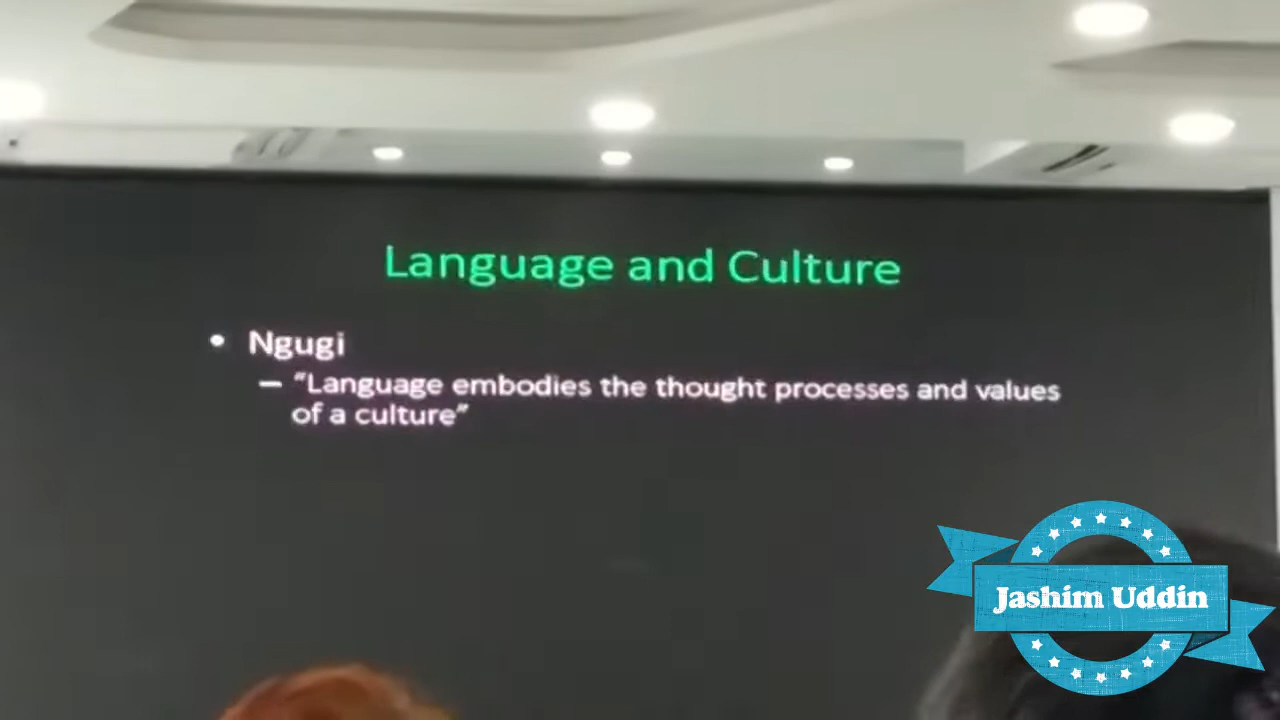 Language and Culture
• Ngugi
– “Language embodies the thought processes and values
of a culture”
Jashim Uddin